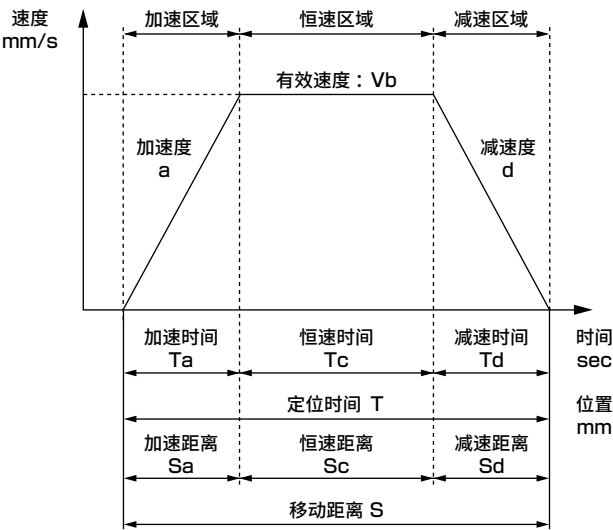 速度
mm/s
加速区域
恒速区域
减速区域
有效速度：Vb
加速度
a
减速度
d
加速时间
Ta
恒速时间
Tc
减速时间
Td
时间
sec
定位时间 T
位置
mm
加速距离
Sa
恒速距离
Sc
减速距离
Sd
移动距离 S